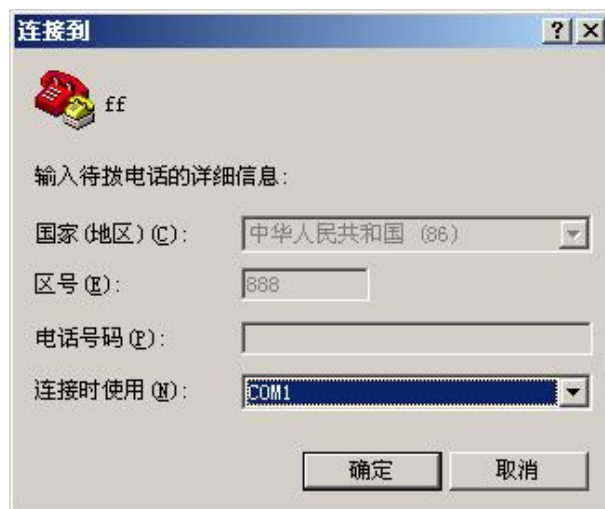 连接到
ff
输入待拨电话的详细信息:
国家(地区)(C): 中华人民共和国 (86)
区号(E): 888
电话号码(P):
连接时使用(N): COM1
确定 取消